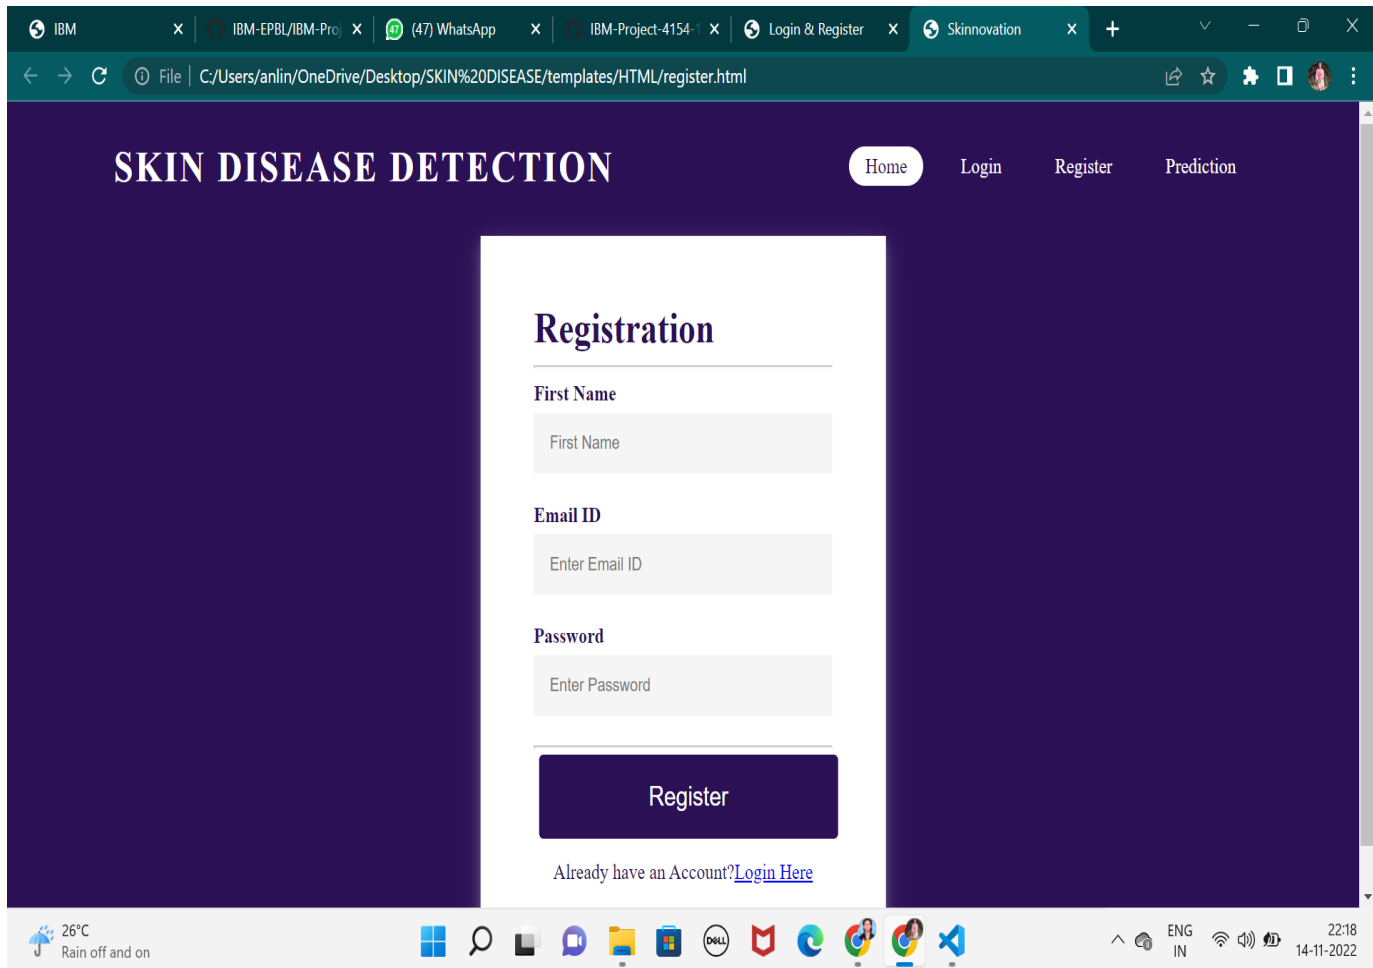 IBM
IBM-EPBL/IBM-Proj
(47) WhatsApp
IBM-Project-4154-1
Login & Register
Skinnovation
File
C:/Users/anlin/OneDrive/Desktop/SKIN%20DISEASE/templates/HTML/register.html
SKIN DISEASE DETECTION
Home
Login
Register
Prediction
Registration
First Name
First Name
Email ID
Enter Email ID
Password
Enter Password
Register
Already have an Account?Login Here
26°C
Rain off and on
DELL
ENG
IN
22:18
14-11-2022